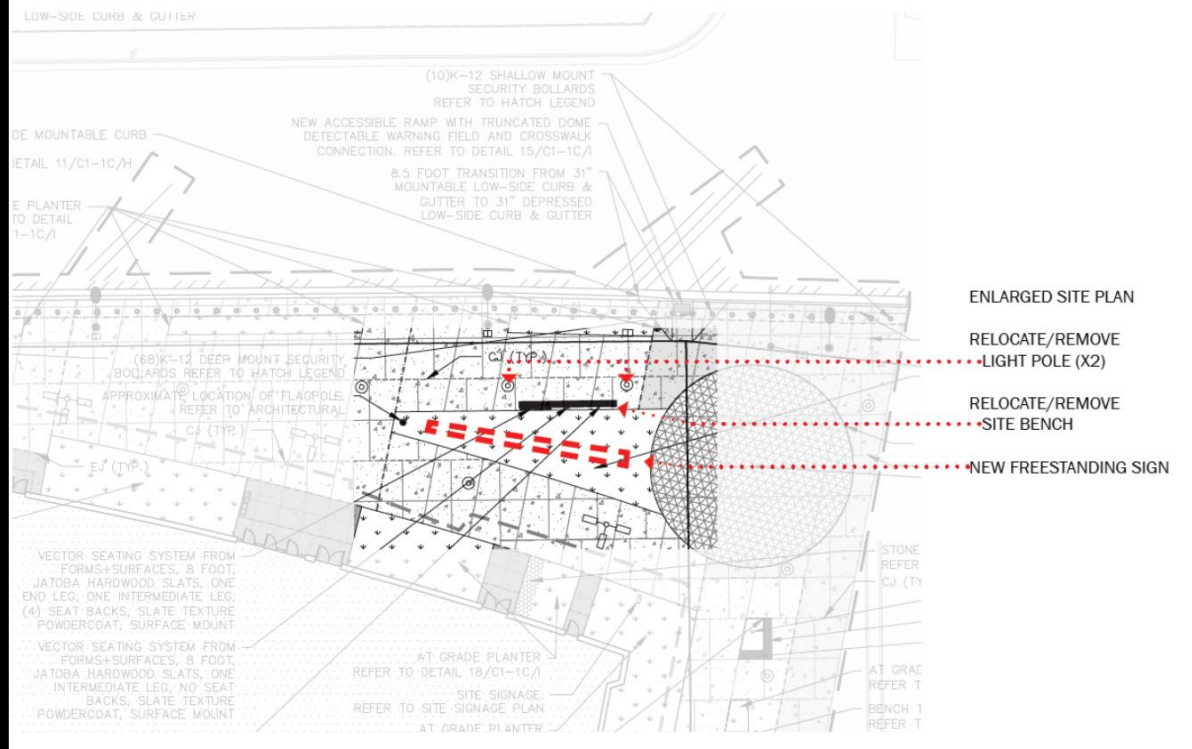 LOW-SIDE CURB & GUTTER
(10)K-12 SHALLOW MOUNT
SECURITY BOLLARDS
REFER TO HATCH LEGEND
NEW ACCESSIBLE RAMP WITH TRUNCATED DOME
DETECTABLE WARNING FIELD AND CROSSWALK
CONNECTION. REFER TO DETAIL 15/C1-1C/I
8.5 FOOT TRANSITION FROM 31"
MOUNTABLE LOW-SIDE CURB &
GUTTER TO 31" DEPRESSED
LOW-SIDE CURB & GUTTER
DE MOUNTABLE CURB
ETAIL 11/C1-1C/H
E PLANTER
TO DETAIL
1-1C/I
ENLARGED SITE PLAN
RELOCATE/REMOVE
LIGHT POLE (X2)
RELOCATE/REMOVE
SITE BENCH
NEW FREESTANDING SIGN
CJ (TYP.)
(68)K-12 DEEP MOUNT SECURITY
BOLLARDS REFER TO HATCH LEGEND
APPROXIMATE LOCATION OF FLAGPOLE.
REFER TO ARCHITECTURAL
CJ (TYP.)
EJ (TYP.)
VECTOR SEATING SYSTEM FROM
FORMS+SURFACES, 8 FOOT,
JATOBA HARDWOOD SLATS, ONE
END LEG, ONE INTERMEDIATE LEG,
(4) SEAT BACKS, SLATE TEXTURE
POWDERCOAT, SURFACE MOUNT
VECTOR SEATING SYSTEM FROM
FORMS+SURFACES, 8 FOOT,
JATOBA HARDWOOD SLATS, ONE
INTERMEDIATE LEG, NO SEAT
BACKS, SLATE TEXTURE
POWDERCOAT, SURFACE MOUNT
AT GRADE PLANTER
REFER TO DETAIL 18/C1-1C/I
SITE SIGNAGE.
REFER TO SITE SIGNAGE PLAN
AT GRADE PLANTER
STONE
REFER
CJ (TY
AT GRAD
REFER T
BENCH T
REFER T